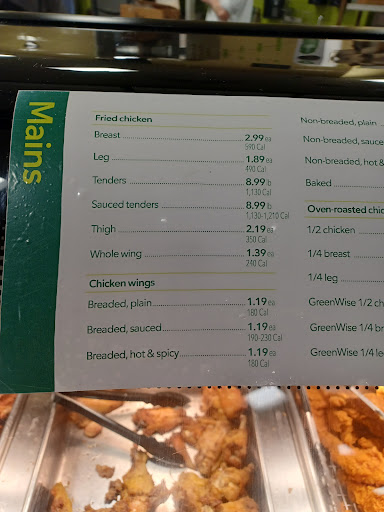 Mains
Fried chicken
Breast 2.99 ea
590 Cal
Leg 1.89 ea
490 Cal
Tenders 8.99 lb
1,130 Cal
Sauced tenders 8.99 lb
1,130-1,210 Cal
Thigh 2.19 ea
350 Cal
Whole wing 1.39 ea
240 Cal
Chicken wings
Breaded, plain 1.19 ea
180 Cal
Breaded, sauced 1.19 ea
190-230 Cal
Breaded, hot & spicy 1.19 ea
180 Cal
Non-breaded, plain
Non-breaded, sauce
Non-breaded, hot &
Baked
Oven-roasted chick
1/2 chicken
1/4 breast
1/4 leg
GreenWise 1/2 ch
GreenWise 1/4 br
GreenWise 1/4 le